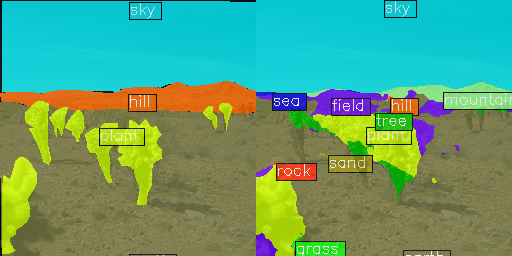 sky
sky
hill
sea
field
hill
mountain
plant
tree
plant
rock
sand
grass
earth